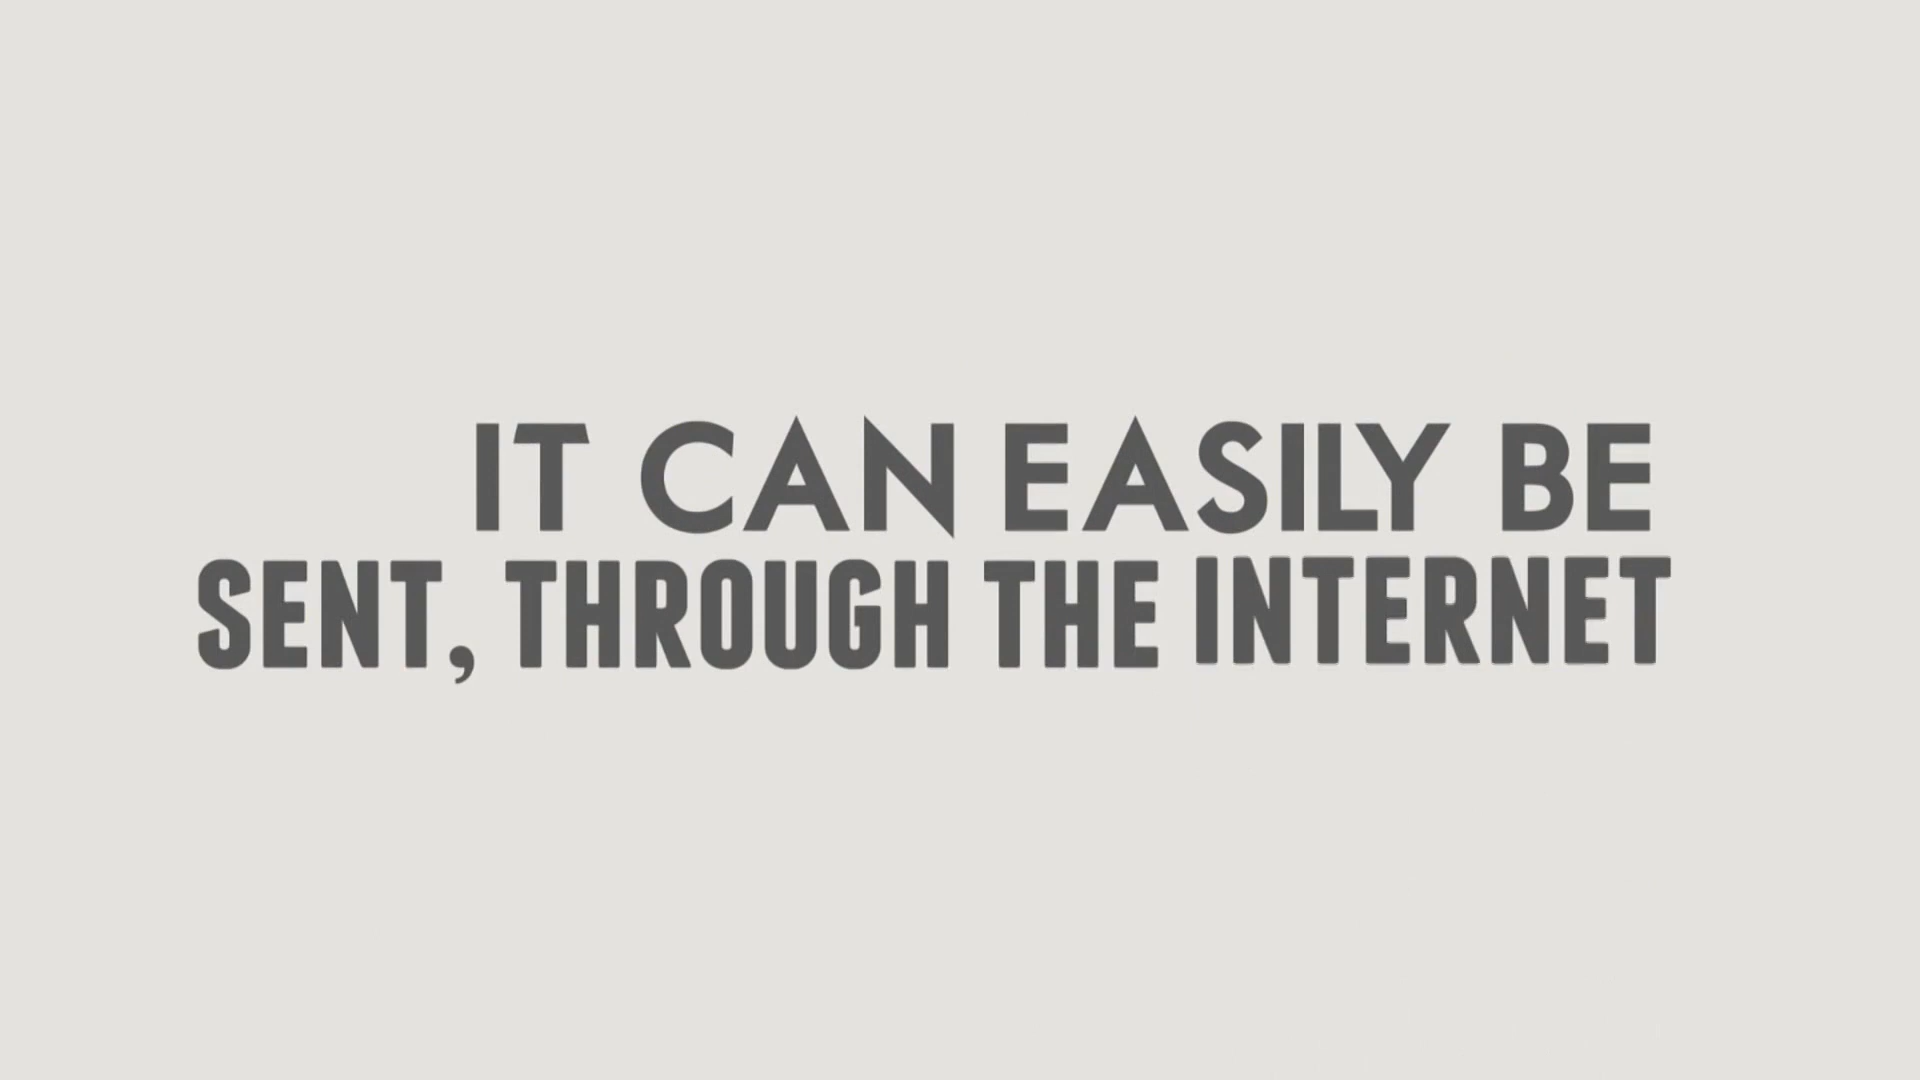 IT CAN EASILY BE
SENT, THROUGH THE INTERNET